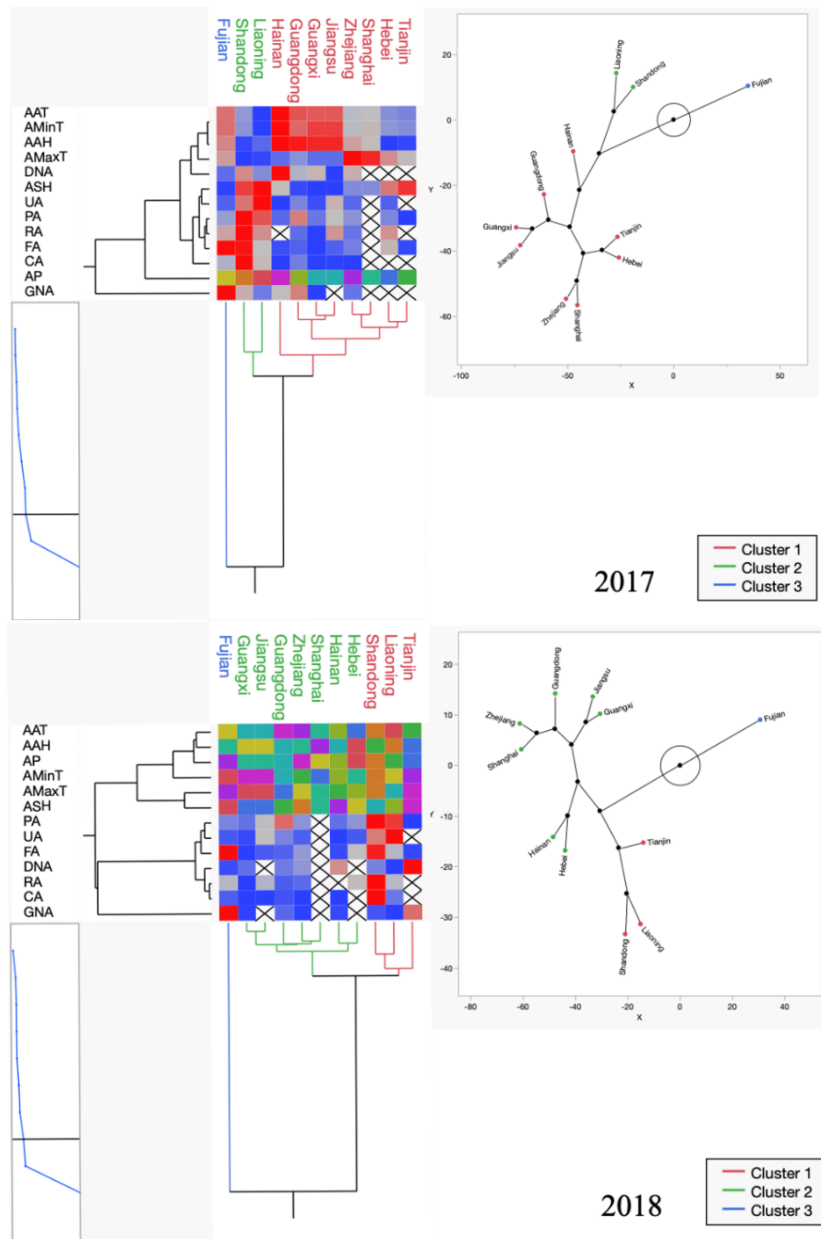 Fujian
Shandong
Liaoning
Hainan
Guangdong
Guangxi
Jiangsu
Zhejiang
Shanghai
Hebei
Tianjin
AAT
AMinT
AAH
AMaxT
DNA
ASH
UA
PA
RA
FA
CA
AP
GNA
20
0
-20
-40
-60
Y
-100
-50
0
50
X
Liaoning
Shandong
Fujian
Hainan
Guangdong
Guangxi
Jiangsu
Tianjin
Hebei
Zhejiang
Shanghai
2017
Cluster 1
Cluster 2
Cluster 3
Fujian
Guangxi
Jiangsu
Guangdong
Zhejiang
Shanghai
Hainan
Hebei
Shandong
Liaoning
Tianjin
AAT
AAH
AP
AMinT
AMaxT
ASH
PA
UA
FA
DNA
RA
CA
GNA
20
10
0
-10
-20
-30
-40
Y
-80
-60
-40
-20
0
20
40
X
Guangdong
Jiangsu
Zhejiang
Guangxi
Shanghai
Fujian
Hainan
Hebei
Tianjin
Shandong
Liaoning
2018
Cluster 1
Cluster 2
Cluster 3